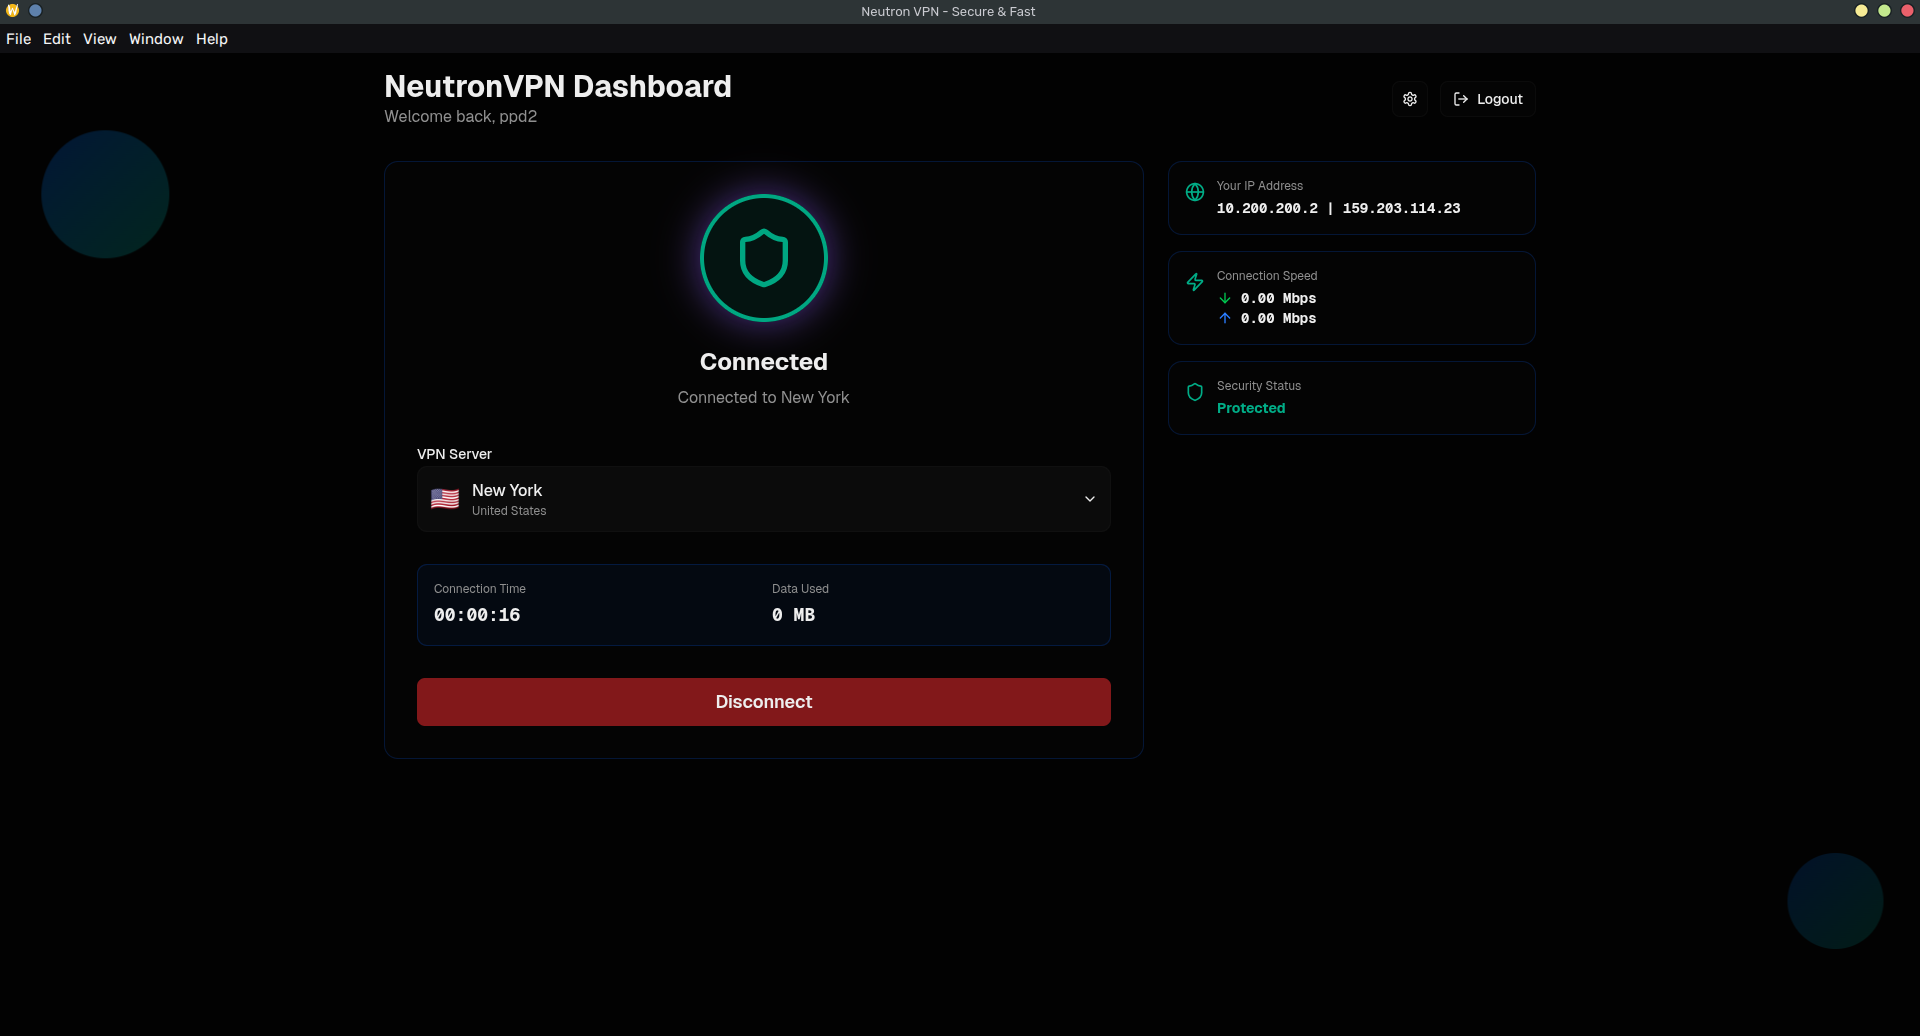 W
Neutron VPN - Secure & Fast
File Edit View Window Help
NeutronVPN Dashboard
Welcome back, ppd2
Logout
Connected
Connected to New York
VPN Server
New York
United States
Connection Time
00:00:16
Data Used
0 MB
Disconnect
Your IP Address
10.200.200.2 | 159.203.114.23
Connection Speed
0.00 Mbps
0.00 Mbps
Security Status
Protected